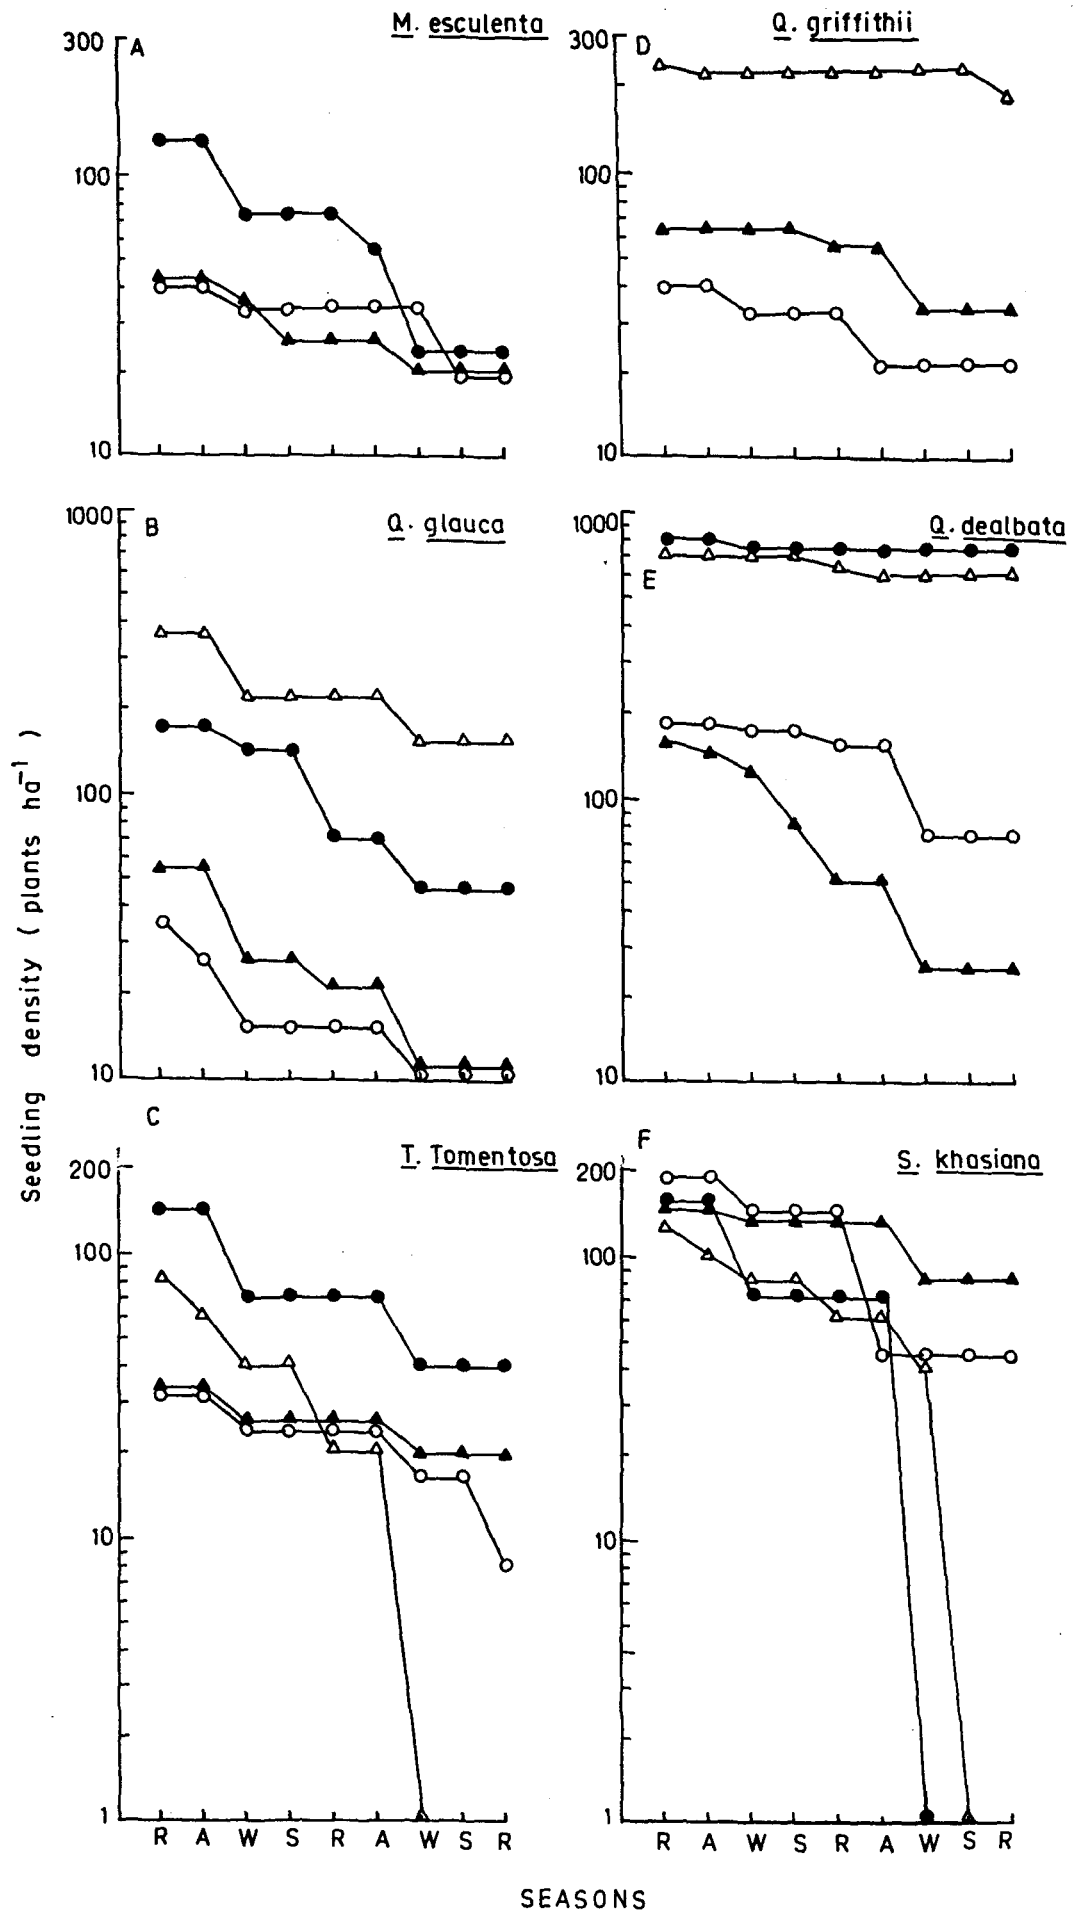 M. esculenta
Q. griffithii
300
A
100
10
300
D
100
10
1000
B
Q. glauca
100
10
1000
Q. dealbata
E
100
10
C
T. Tomentosa
200
100
10
1
F
S. khasiana
200
100
10
1
R A W S R A W S R
R A W S R A W S R
Seedling density ( plants ha⁻¹ )
SEASONS